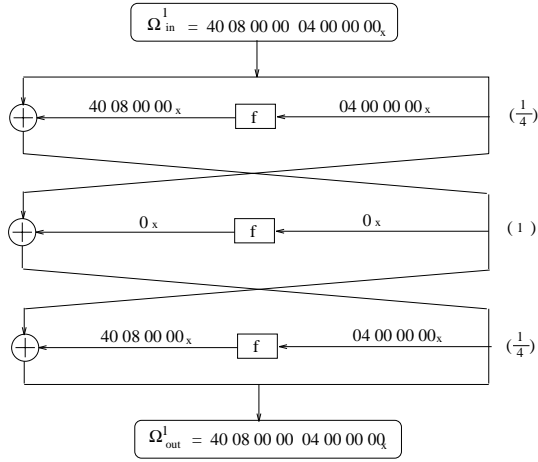 Ω¹in = 40 08 00 00 04 00 00 00x
40 08 00 00x f 04 00 00 00x (1/4)
0x f 0x (1)
40 08 00 00x f 04 00 00 00x (1/4)
Ω¹out = 40 08 00 00 04 00 00 00x